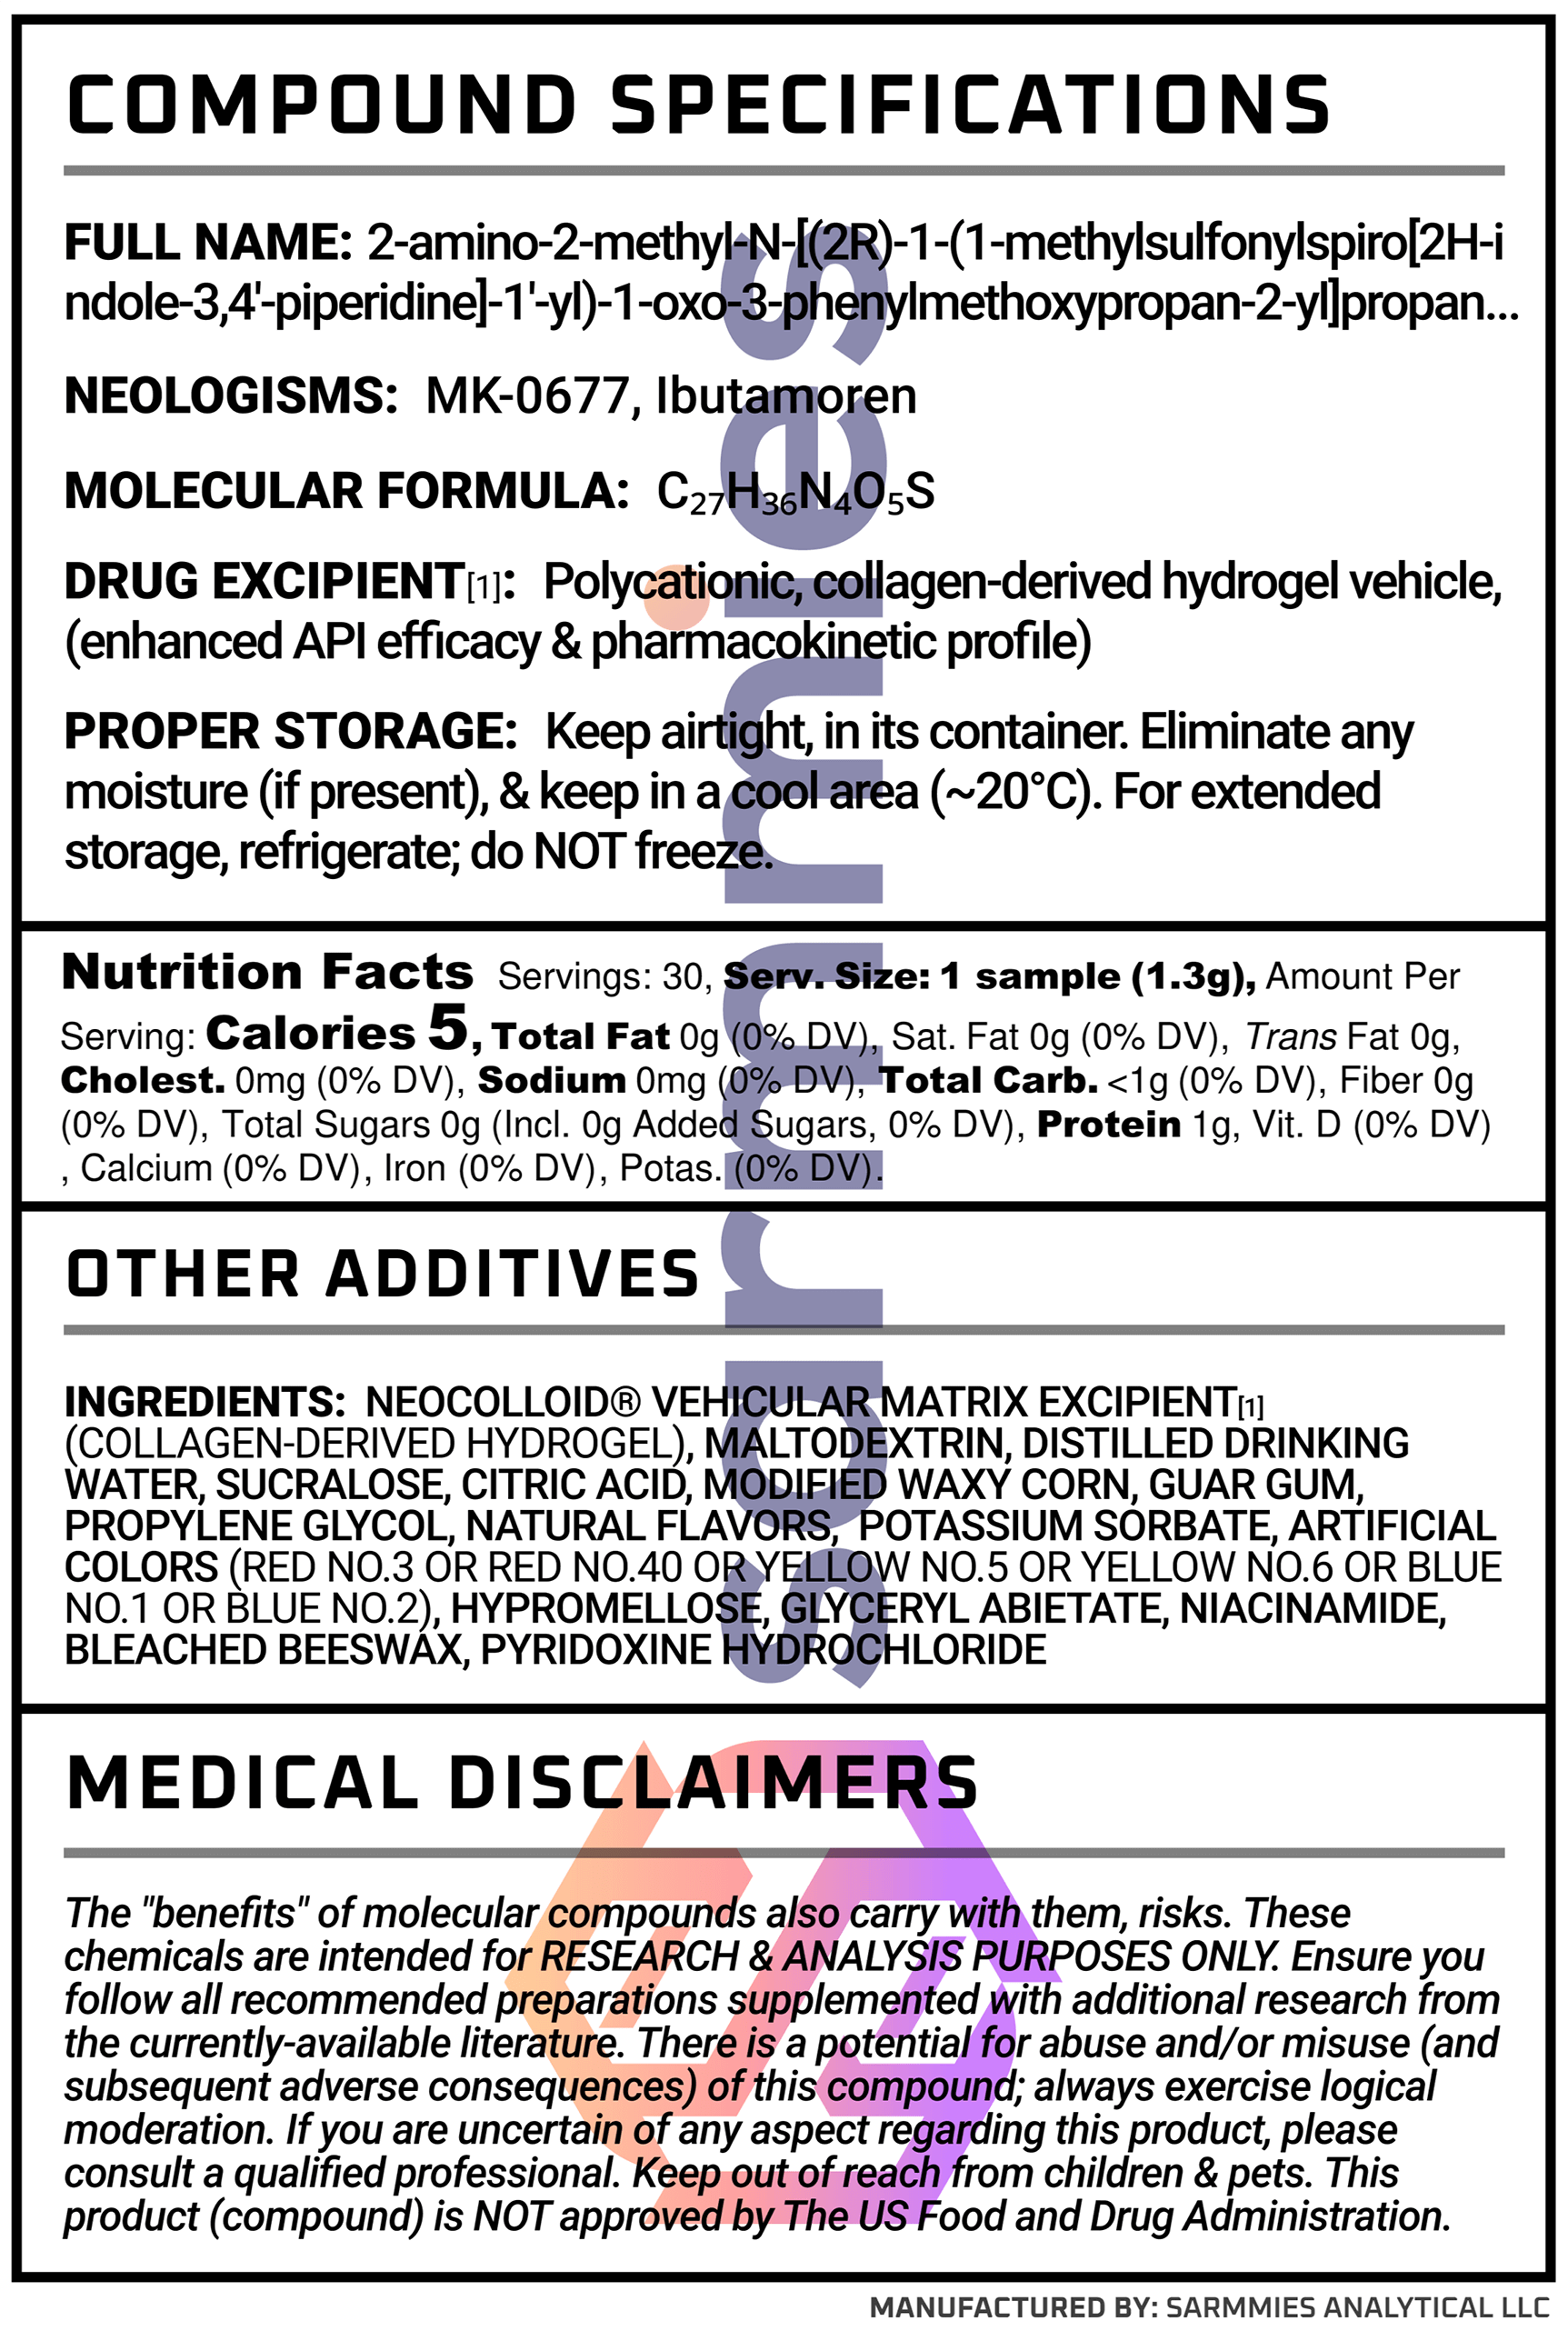 COMPOUND SPECIFICATIONS
FULL NAME: 2-amino-2-methyl-N-[(2R)-1-(1-methylsulfonylspiro[2H-i
ndole-3,4'-piperidine]-1'-yl)-1-oxo-3-phenylmethoxypropan-2-yl]propan...
NEOLOGISMS: MK-0677, Ibutamoren
MOLECULAR FORMULA: C₂₇H₃₆N₄O₅S
DRUG EXCIPIENT[1]: Polycationic, collagen-derived hydrogel vehicle,
(enhanced API efficacy & pharmacokinetic profile)
PROPER STORAGE: Keep airtight, in its container. Eliminate any
moisture (if present), & keep in a cool area (~20°C). For extended
storage, refrigerate; do NOT freeze.
Nutrition Facts Servings: 30, Serv. Size: 1 sample (1.3g), Amount Per
Serving: Calories 5, Total Fat 0g (0% DV), Sat. Fat 0g (0% DV), Trans Fat 0g,
Cholest. 0mg (0% DV), Sodium 0mg (0% DV), Total Carb. <1g (0% DV), Fiber 0g
(0% DV), Total Sugars 0g (Incl. 0g Added Sugars, 0% DV), Protein 1g, Vit. D (0% DV)
, Calcium (0% DV), Iron (0% DV), Potas. (0% DV).
OTHER ADDITIVES
INGREDIENTS: NEOCOLLOID® VEHICULAR MATRIX EXCIPIENT[1]
(COLLAGEN-DERIVED HYDROGEL), MALTODEXTRIN, DISTILLED DRINKING
WATER, SUCRALOSE, CITRIC ACID, MODIFIED WAXY CORN, GUAR GUM,
PROPYLENE GLYCOL, NATURAL FLAVORS, POTASSIUM SORBATE, ARTIFICIAL
COLORS (RED NO.3 OR RED NO.40 OR YELLOW NO.5 OR YELLOW NO.6 OR BLUE
NO.1 OR BLUE NO.2), HYPROMELLOSE, GLYCERYL ABIETATE, NIACINAMIDE,
BLEACHED BEESWAX, PYRIDOXINE HYDROCHLORIDE
MEDICAL DISCLAIMERS
The "benefits" of molecular compounds also carry with them, risks. These
chemicals are intended for RESEARCH & ANALYSIS PURPOSES ONLY. Ensure you
follow all recommended preparations supplemented with additional research from
the currently-available literature. There is a potential for abuse and/or misuse (and
subsequent adverse consequences) of this compound; always exercise logical
moderation. If you are uncertain of any aspect regarding this product, please
consult a qualified professional. Keep out of reach from children & pets. This
product (compound) is NOT approved by The US Food and Drug Administration.
MANUFACTURED BY: SARMMIES ANALYTICAL LLC
sarmmies